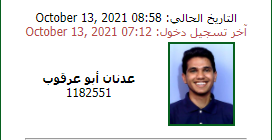 التاريخ الحالي: October 13, 2021 08:58
آخر تسجيل دخول: October 13, 2021 07:12
عدنان أبو عرقوب
1182551